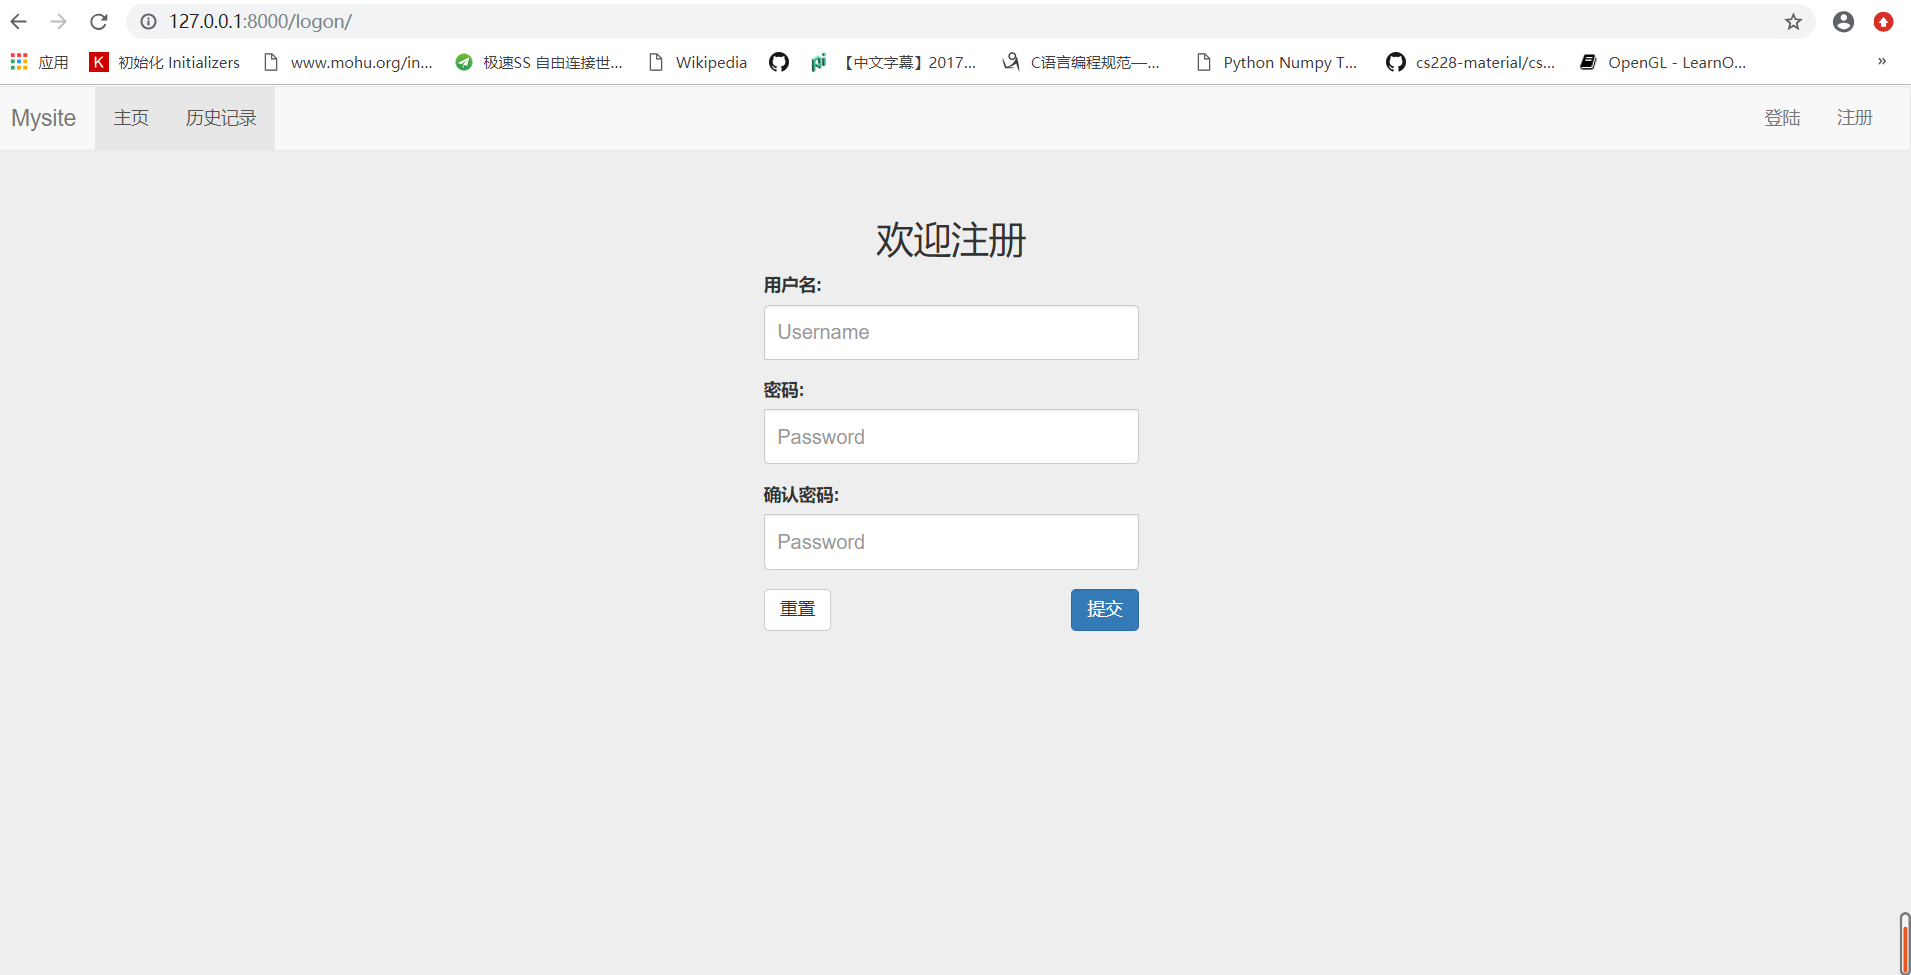 127.0.0.1:8000/logon/
应用 K 初始化 Initializers www.mohu.org/in... 极速SS 自由连接世... Wikipedia 【中文字幕】2017... C语言编程规范—... Python Numpy T... cs228-material/cs... OpenGL - LearnO... »
Mysite 主页 历史记录 登陆 注册
欢迎注册
用户名:
Username
密码:
Password
确认密码:
Password
重置 提交